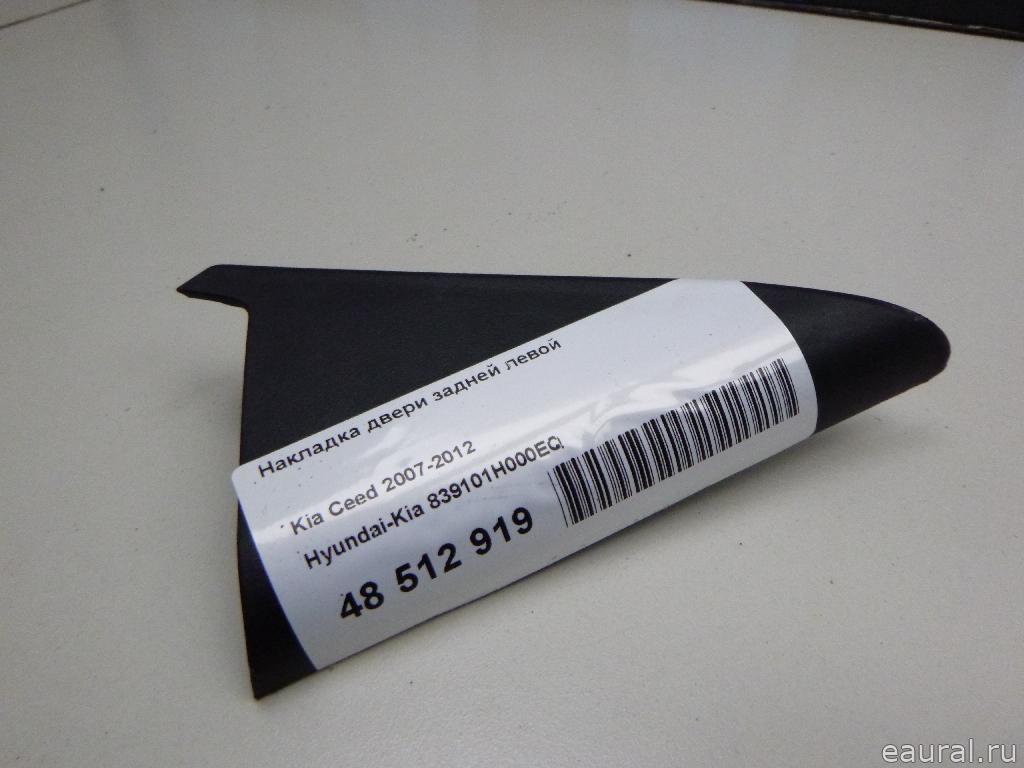 Накладка двери задней левой
Kia Ceed 2007-2012
Hyundai-Kia 839101H000EQ
48 512 919
eaural.ru